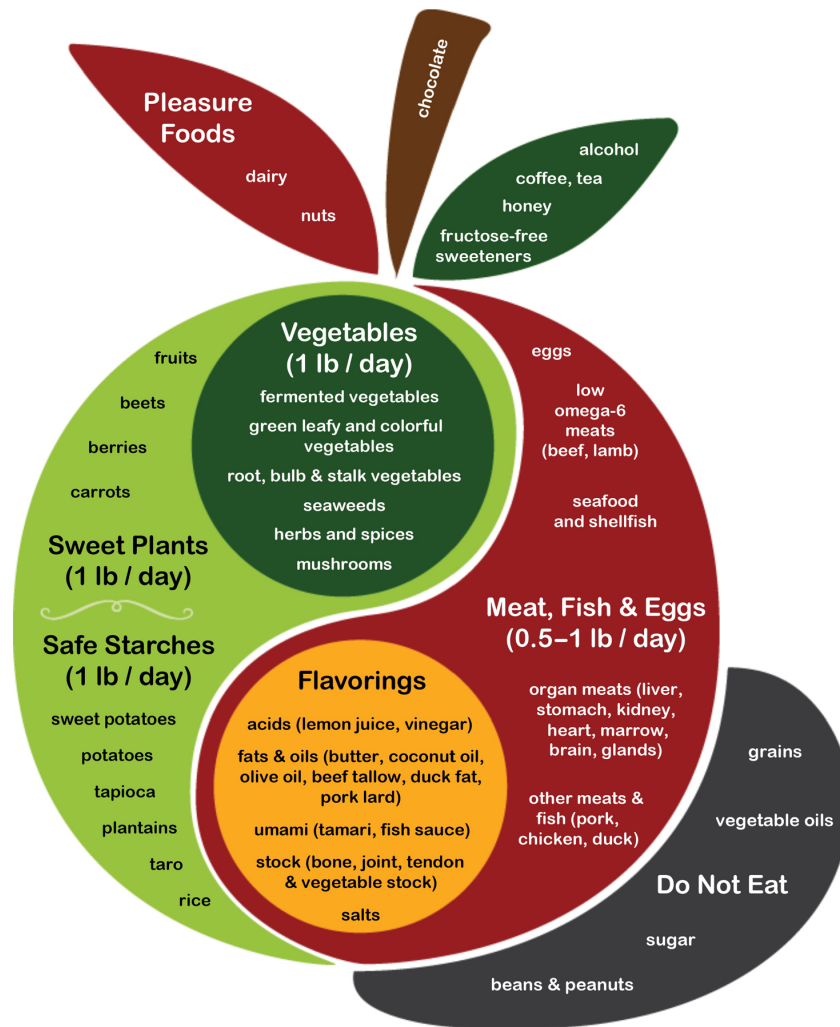 Pleasure
Foods
dairy
nuts
chocolate
alcohol
coffee, tea
honey
fructose-free
sweeteners
fruits
beets
berries
carrots
Sweet Plants
(1 lb / day)
Safe Starches
(1 lb / day)
sweet potatoes
potatoes
tapioca
plantains
taro
rice
Vegetables
(1 lb / day)
fermented vegetables
green leafy and colorful
vegetables
root, bulb & stalk vegetables
seaweeds
herbs and spices
mushrooms
eggs
low
omega-6
meats
(beef, lamb)
seafood
and shellfish
Meat, Fish & Eggs
(0.5–1 lb / day)
organ meats (liver,
stomach, kidney,
heart, marrow,
brain, glands)
other meats &
fish (pork,
chicken, duck)
Flavorings
acids (lemon juice, vinegar)
fats & oils (butter, coconut oil,
olive oil, beef tallow, duck fat,
pork lard)
umami (tamari, fish sauce)
stock (bone, joint, tendon
& vegetable stock)
salts
grains
vegetable oils
Do Not Eat
sugar
beans & peanuts